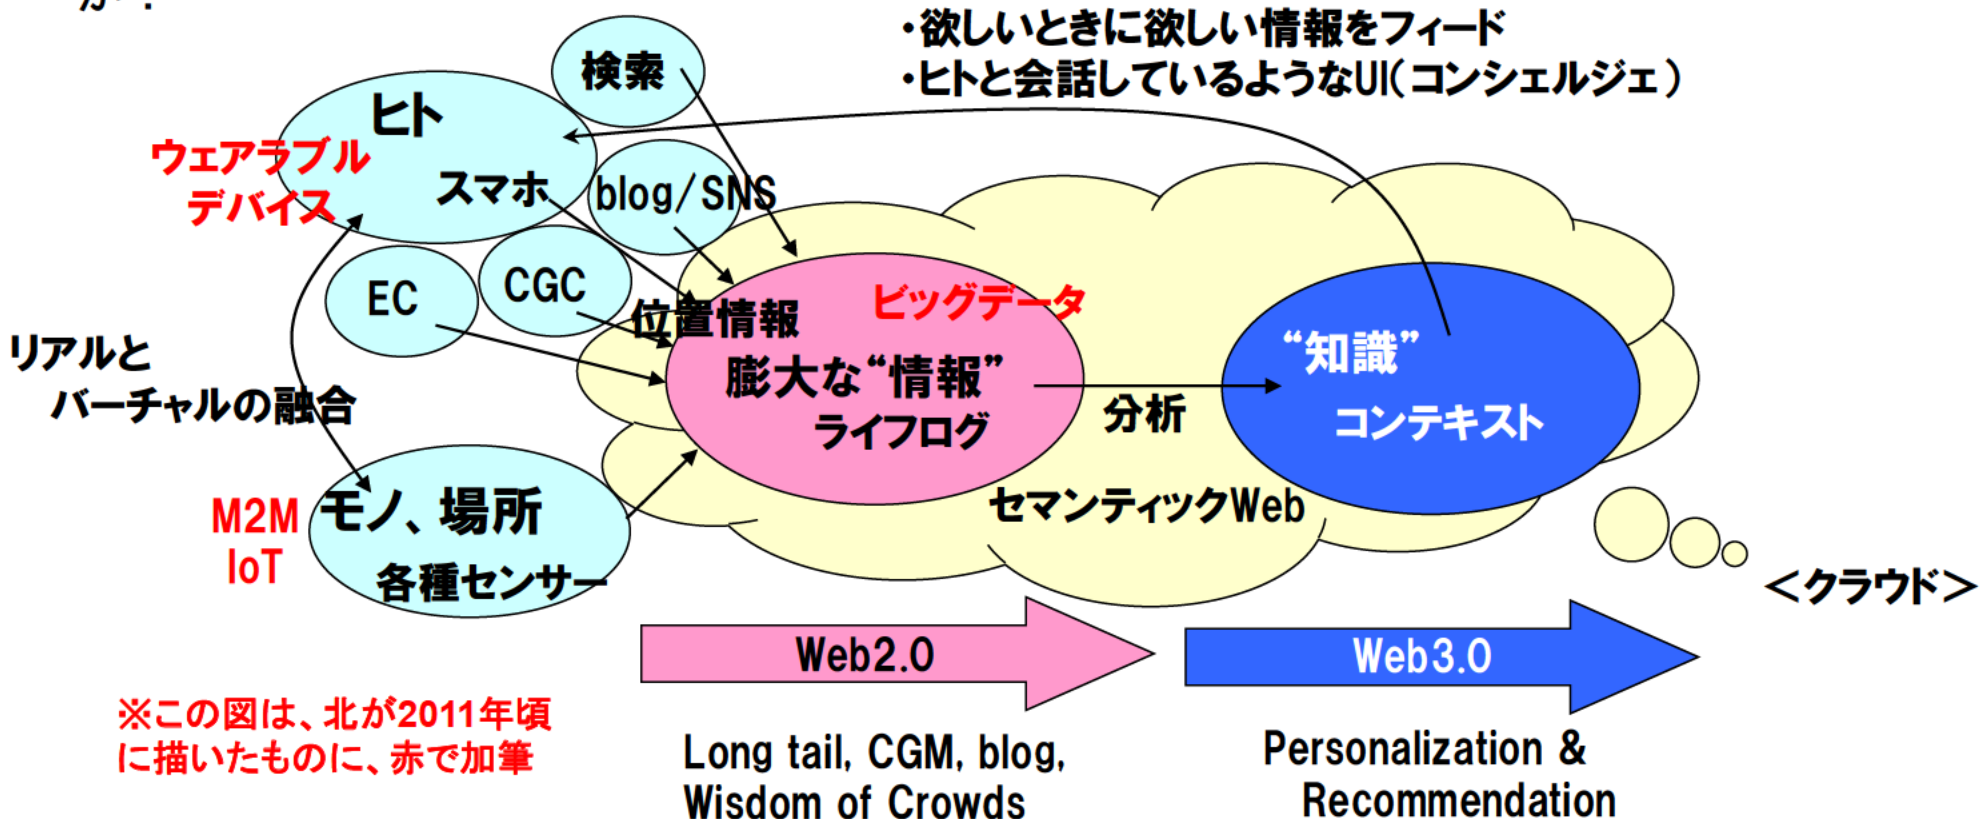 か?
・欲しいときに欲しい情報をフィード
・ヒトと会話しているようなUI(コンシェルジェ)
検索
ヒト
ウェアラブル
デバイス
スマホ
blog/SNS
EC
CGC
位置情報
ビッグデータ
膨大な“情報”
ライフログ
分析
“知識”
コンテキスト
リアルと
バーチャルの融合
M2M
IoT
モノ、場所
各種センサー
セマンティックWeb
<クラウド>
Web2.0
Web3.0
※この図は、北が2011年頃
に描いたものに、赤で加筆
Long tail, CGM, blog,
Wisdom of Crowds
Personalization &
Recommendation